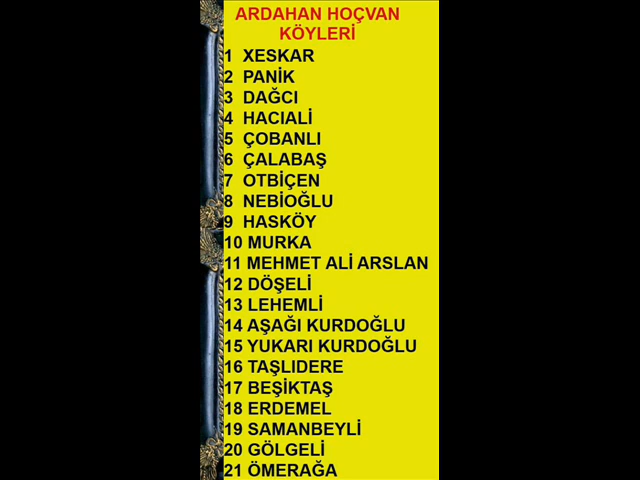 ARDAHAN HOÇVAN
KÖYLERİ
1 XESKAR
2 PANİK
3 DAĞCI
4 HACIALİ
5 ÇOBANLI
6 ÇALABAŞ
7 OTBİÇEN
8 NEBİOĞLU
9 HASKÖY
10 MURKA
11 MEHMET ALİ ARSLAN
12 DÖŞELİ
13 LEHEMLİ
14 AŞAĞI KURDOĞLU
15 YUKARI KURDOĞLU
16 TAŞLIDERE
17 BEŞİKTAŞ
18 ERDEMEL
19 SAMANBEYLİ
20 GÖLGELİ
21 ÖMERAĞA